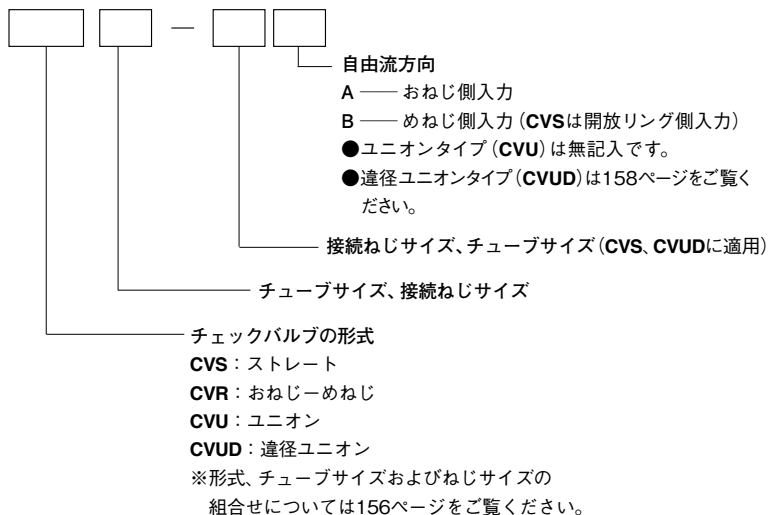 —
自由流方向
A ── おねじ側入力
B ── めねじ側入力（CVSは開放リング側入力）
●ユニオンタイプ（CVU）は無記入です。
●違径ユニオンタイプ（CVUD）は158ページをご覧く
ださい。
接続ねじサイズ、チューブサイズ（CVS、CVUDに適用）
チューブサイズ、接続ねじサイズ
チェックバルブの形式
CVS：ストレート
CVR：おねじーめねじ
CVU：ユニオン
CVUD：違径ユニオン
※形式、チューブサイズおよびねじサイズの
組合せについては156ページをご覧ください。